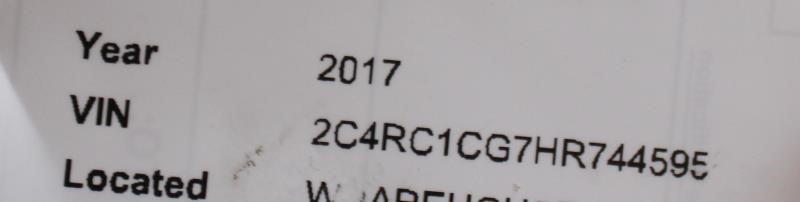 Year 2017
VIN 2C4RC1CG7HR744595
Located